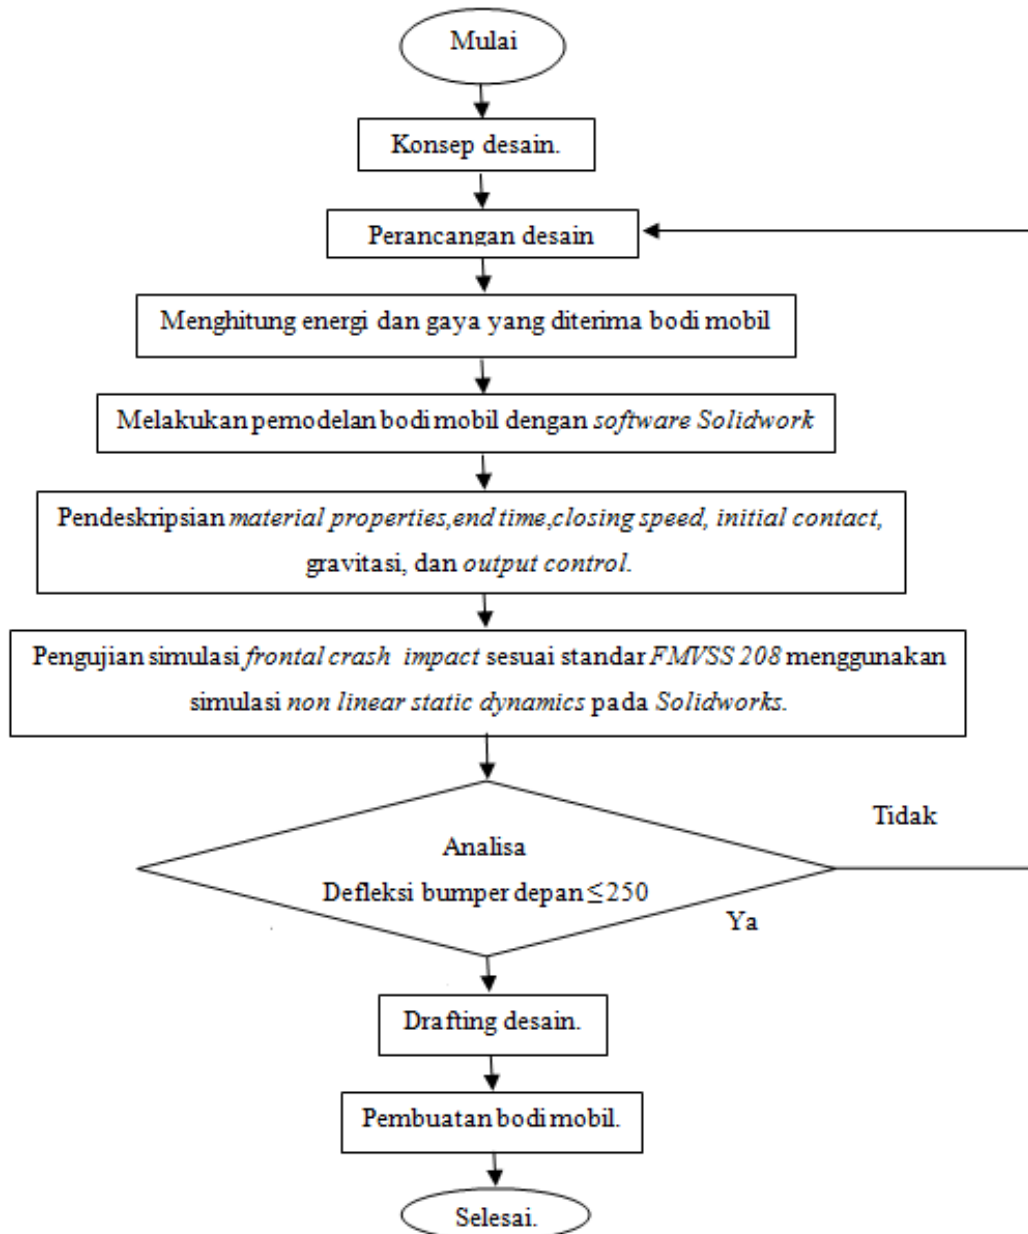 Mulai
Konsep desain.
Perancangan desain
Menghitung energi dan gaya yang diterima bodi mobil
Melakukan pemodelan bodi mobil dengan software Solidwork
Pendeskripsian material properties,end time,closing speed, initial contact,
gravitasi, dan output control.
Pengujian simulasi frontal crash impact sesuai standar FMVSS 208 menggunakan
simulasi non linear static dynamics pada Solidworks.
Tidak
Analisa
Defleksi bumper depan ≤250
Ya
Drafting desain.
Pembuatan bodi mobil.
Selesai.